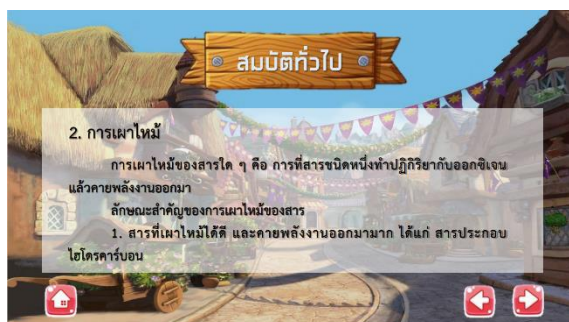 สมบัติทั่วไป
2. การเผาไหม้
การเผาไหม้ของสารใด ๆ คือ การที่สารชนิดหนึ่งทำปฏิกิริยากับออกซิเจน
แล้วคายพลังงานออกมา
ลักษณะสำคัญของการเผาไหม้ของสาร
1. สารที่เผาไหม้ได้ดี และคายพลังงานออกมามาก ได้แก่ สารประกอบ
ไฮโดรคาร์บอน